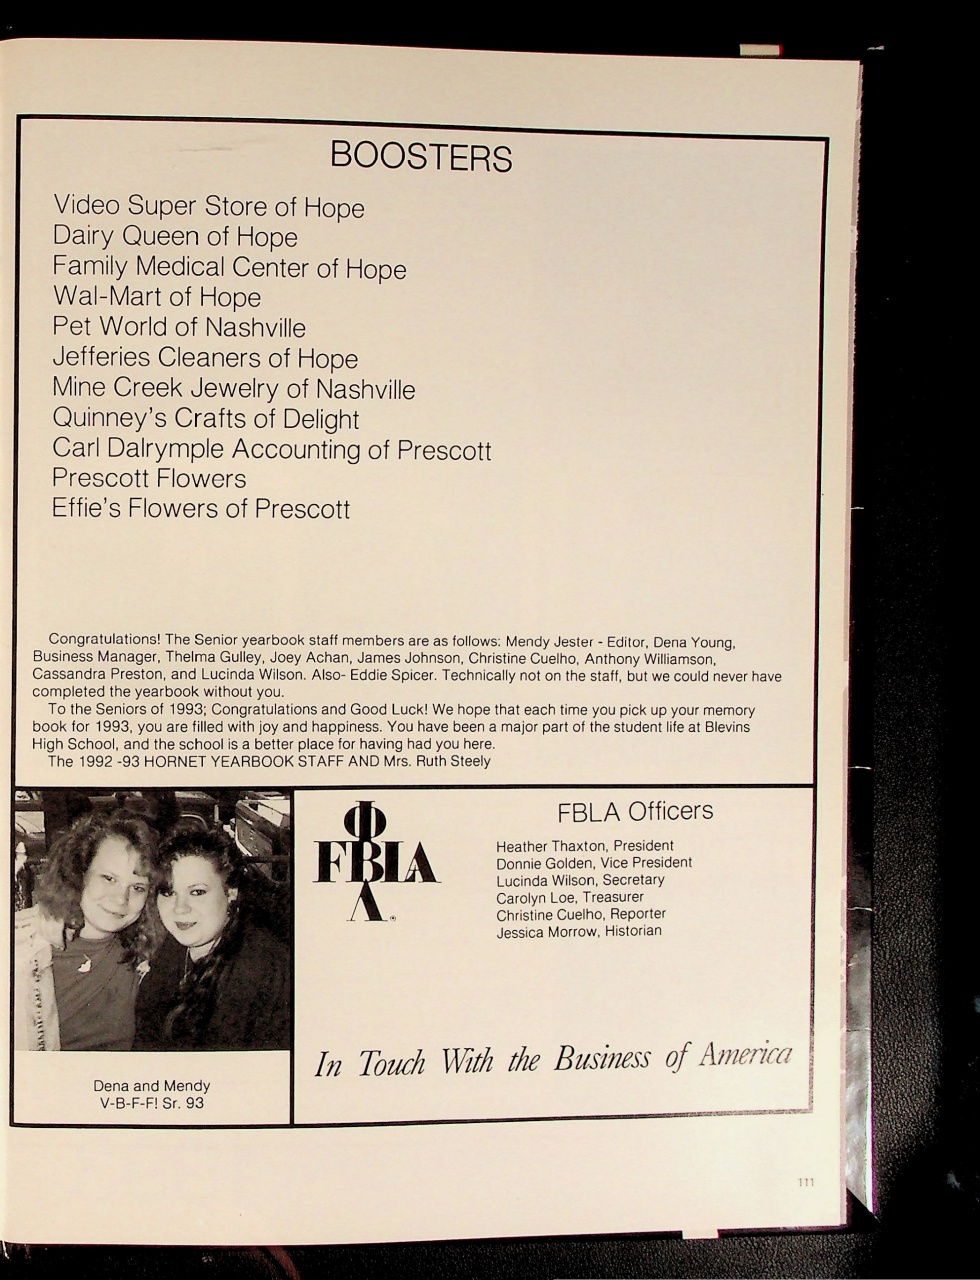 BOOSTERS
Video Super Store of Hope
Dairy Queen of Hope
Family Medical Center of Hope
Wal-Mart of Hope
Pet World of Nashville
Jefferies Cleaners of Hope
Mine Creek Jewelry of Nashville
Quinney's Crafts of Delight
Carl Dalrymple Accounting of Prescott
Prescott Flowers
Effie's Flowers of Prescott
Congratulations! The Senior yearbook staff members are as follows: Mendy Jester - Editor, Dena Young,
Business Manager, Thelma Gulley, Joey Achan, James Johnson, Christine Cuelho, Anthony Williamson,
Cassandra Preston, and Lucinda Wilson. Also- Eddie Spicer. Technically not on the staff, but we could never have
completed the yearbook without you.
To the Seniors of 1993; Congratulations and Good Luck! We hope that each time you pick up your memory
book for 1993, you are filled with joy and happiness. You have been a major part of the student life at Blevins
High School, and the school is a better place for having had you here.
The 1992 -93 HORNET YEARBOOK STAFF AND Mrs. Ruth Steely
Dena and Mendy
V-B-F-F! Sr. 93
Φ
FBLA
Λ®
FBLA Officers
Heather Thaxton, President
Donnie Golden, Vice President
Lucinda Wilson, Secretary
Carolyn Loe, Treasurer
Christine Cuelho, Reporter
Jessica Morrow, Historian
In Touch With the Business of America
111